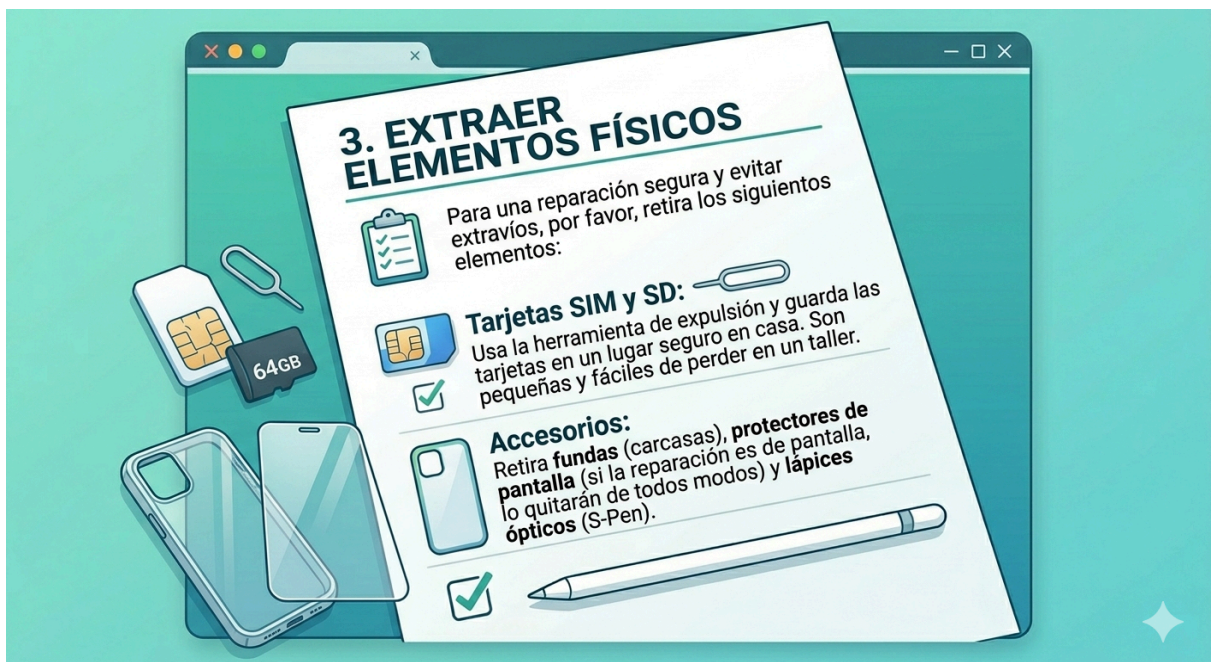 3. EXTRAER
ELEMENTOS FÍSICOS
Para una reparación segura y evitar
extravíos, por favor, retira los siguientos
elementos:
Tarjetas SIM y SD:
Usa la herramienta de expulsión y guarda las
tarjetas en un lugar seguro en casa. Son
pequeñas y fáciles de perder en un taller.
64GB
Accesorios:
Retira fundas (carcasas), protectores de
pantalla (si la reparación es de pantalla,
lo quitarán de todos modos) y lápices
ópticos (S-Pen).